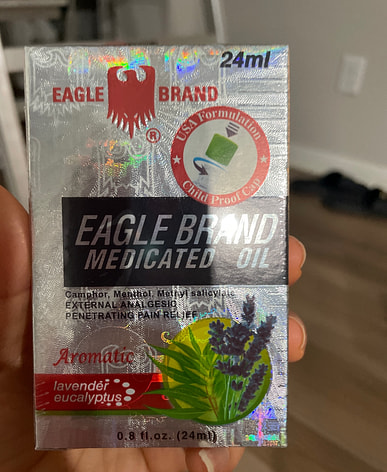 24ml
EAGLE BRAND
®
USA Formulation
Child Proof Cap
EAGLE BRAND
MEDICATED OIL
Camphor, Menthol, Methyl salicylate
EXTERNAL ANALGESIC
PENETRATING PAIN RELIEF
Aromatic
lavender
eucalyptus
0.8 fl.oz. (24ml)